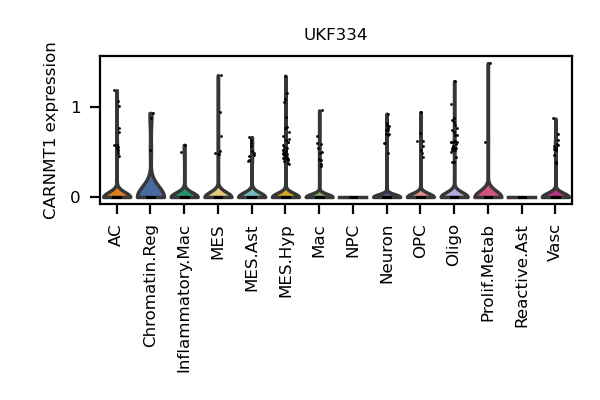 UKF334
CARNMT1 expression
1
0
AC
Chromatin.Reg
Inflammatory.Mac
MES
MES.Ast
MES.Hyp
Mac
NPC
Neuron
OPC
Oligo
Prolif.Metab
Reactive.Ast
Vasc